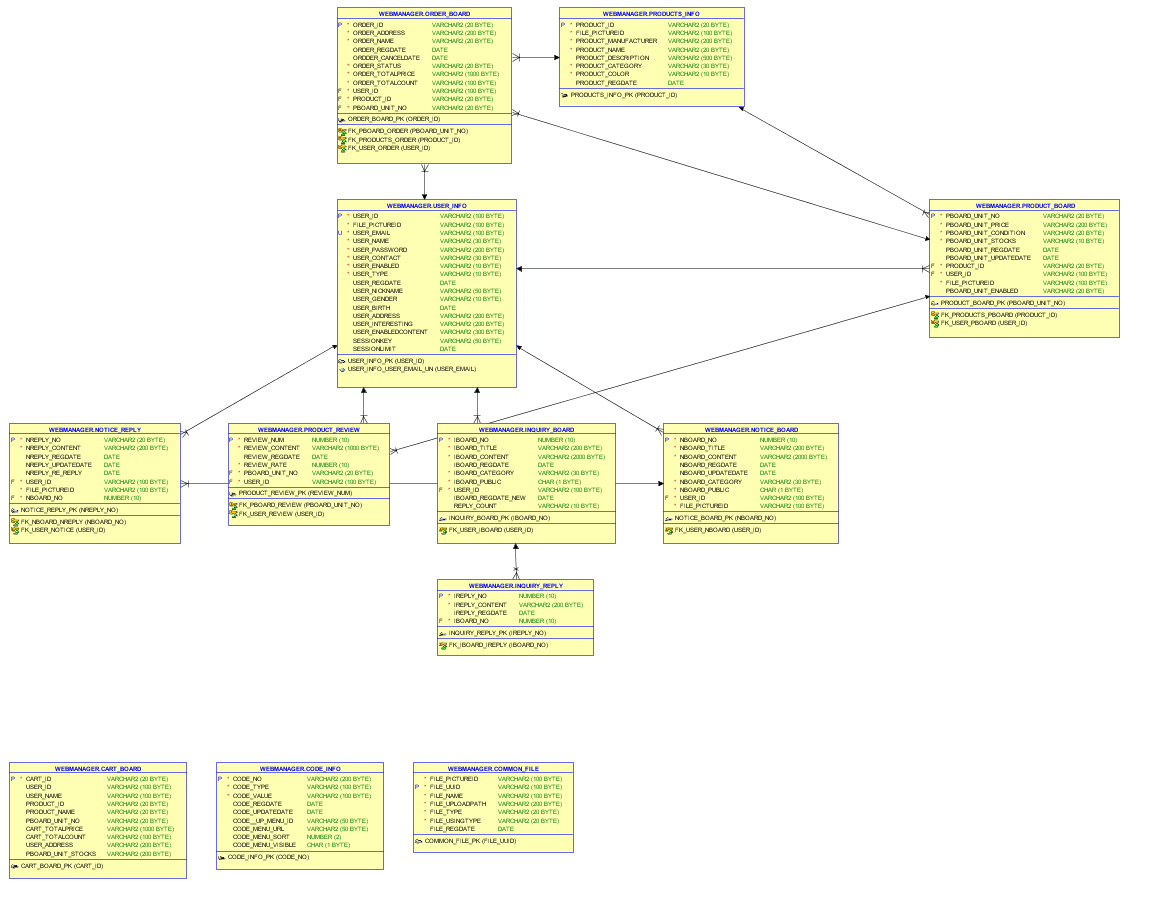 WEBMANAGER.ORDER_BOARD
P * ORDER_ID VARCHAR2 (20 BYTE)
* ORDER_ADDRESS VARCHAR2 (200 BYTE)
* ORDER_NAME VARCHAR2 (20 BYTE)
ORDER_REGDATE DATE
ORDDER_CANCELDATE DATE
* ORDER_STATUS VARCHAR2 (20 BYTE)
* ORDER_TOTALPRICE VARCHAR2 (1000 BYTE)
* ORDER_TOTALCOUNT VARCHAR2 (100 BYTE)
F * USER_ID VARCHAR2 (100 BYTE)
F * PRODUCT_ID VARCHAR2 (20 BYTE)
F * PBOARD_UNIT_NO VARCHAR2 (20 BYTE)
ORDER_BOARD_PK (ORDER_ID)
FK_PBOARD_ORDER (PBOARD_UNIT_NO)
FK_PRODUCTS_ORDER (PRODUCT_ID)
FK_USER_ORDER (USER_ID)
WEBMANAGER.PRODUCTS_INFO
P * PRODUCT_ID VARCHAR2 (20 BYTE)
* FILE_PICTUREID VARCHAR2 (100 BYTE)
* PRODUCT_MANUFACTURER VARCHAR2 (200 BYTE)
* PRODUCT_NAME VARCHAR2 (20 BYTE)
PRODUCT_DESCRIPTION VARCHAR2 (500 BYTE)
* PRODUCT_CATEGORY VARCHAR2 (30 BYTE)
* PRODUCT_COLOR VARCHAR2 (10 BYTE)
PRODUCT_REGDATE DATE
PRODUCTS_INFO_PK (PRODUCT_ID)
WEBMANAGER.USER_INFO
P * USER_ID VARCHAR2 (100 BYTE)
* FILE_PICTUREID VARCHAR2 (100 BYTE)
U * USER_EMAIL VARCHAR2 (100 BYTE)
* USER_NAME VARCHAR2 (30 BYTE)
* USER_PASSWORD VARCHAR2 (200 BYTE)
* USER_CONTACT VARCHAR2 (30 BYTE)
* USER_ENABLED VARCHAR2 (10 BYTE)
* USER_TYPE VARCHAR2 (10 BYTE)
USER_REGDATE DATE
USER_NICKNAME VARCHAR2 (50 BYTE)
USER_GENDER VARCHAR2 (10 BYTE)
USER_BIRTH DATE
USER_ADDRESS VARCHAR2 (200 BYTE)
USER_INTERESTING VARCHAR2 (200 BYTE)
USER_ENABLEDCONTENT VARCHAR2 (300 BYTE)
SESSIONKEY VARCHAR2 (50 BYTE)
SESSIONLIMIT DATE
USER_INFO_PK (USER_ID)
USER_INFO_USER_EMAIL_UN (USER_EMAIL)
WEBMANAGER.PRODUCT_BOARD
P * PBOARD_UNIT_NO VARCHAR2 (20 BYTE)
* PBOARD_UNIT_PRICE VARCHAR2 (200 BYTE)
* PBOARD_UNIT_CONDITION VARCHAR2 (20 BYTE)
* PBOARD_UNIT_STOCKS VARCHAR2 (10 BYTE)
PBOARD_UNIT_REGDATE DATE
PBOARD_UNIT_UPDATEDATE DATE
F * PRODUCT_ID VARCHAR2 (20 BYTE)
F * USER_ID VARCHAR2 (100 BYTE)
* FILE_PICTUREID VARCHAR2 (100 BYTE)
PBOARD_UNIT_ENABLED VARCHAR2 (20 BYTE)
PRODUCT_BOARD_PK (PBOARD_UNIT_NO)
FK_PRODUCTS_PBOARD (PRODUCT_ID)
FK_USER_PBOARD (USER_ID)
WEBMANAGER.NOTICE_REPLY
P * NREPLY_NO VARCHAR2 (20 BYTE)
* NREPLY_CONTENT VARCHAR2 (200 BYTE)
NREPLY_REGDATE DATE
NREPLY_UPDATEDATE DATE
NREPLY_RE_REPLY DATE
F * USER_ID VARCHAR2 (100 BYTE)
* FILE_PICTUREID VARCHAR2 (100 BYTE)
F * NBOARD_NO NUMBER (10)
NOTICE_REPLY_PK (NREPLY_NO)
FK_NBOARD_NREPLY (NBOARD_NO)
FK_USER_NOTICE (USER_ID)
WEBMANAGER.PRODUCT_REVIEW
P * REVIEW_NUM NUMBER (10)
* REVIEW_CONTENT VARCHAR2 (1000 BYTE)
REVIEW_REGDATE DATE
* REVIEW_RATE NUMBER (10)
F * PBOARD_UNIT_NO VARCHAR2 (20 BYTE)
F * USER_ID VARCHAR2 (100 BYTE)
PRODUCT_REVIEW_PK (REVIEW_NUM)
FK_PBOARD_REVIEW (PBOARD_UNIT_NO)
FK_USER_REVIEW (USER_ID)
WEBMANAGER.INQUIRY_BOARD
P * IBOARD_NO NUMBER (10)
* IBOARD_TITLE VARCHAR2 (200 BYTE)
* IBOARD_CONTENT VARCHAR2 (2000 BYTE)
IBOARD_REGDATE DATE
* IBOARD_CATEGORY VARCHAR2 (30 BYTE)
* IBOARD_PUBLIC CHAR (1 BYTE)
F * USER_ID VARCHAR2 (100 BYTE)
IBOARD_REGDATE_NEW DATE
REPLY_COUNT VARCHAR2 (10 BYTE)
INQUIRY_BOARD_PK (IBOARD_NO)
FK_USER_IBOARD (USER_ID)
WEBMANAGER.NOTICE_BOARD
P * NBOARD_NO NUMBER (10)
* NBOARD_TITLE VARCHAR2 (200 BYTE)
* NBOARD_CONTENT VARCHAR2 (2000 BYTE)
NBOARD_REGDATE DATE
NBOARD_UPDATEDATE DATE
* NBOARD_CATEGORY VARCHAR2 (30 BYTE)
* NBOARD_PUBLIC CHAR (1 BYTE)
F * USER_ID VARCHAR2 (100 BYTE)
* FILE_PICTUREID VARCHAR2 (100 BYTE)
NOTICE_BOARD_PK (NBOARD_NO)
FK_USER_NBOARD (USER_ID)
WEBMANAGER.INQUIRY_REPLY
P * IREPLY_NO NUMBER (10)
* IREPLY_CONTENT VARCHAR2 (200 BYTE)
IREPLY_REGDATE DATE
F * IBOARD_NO NUMBER (10)
INQUIRY_REPLY_PK (IREPLY_NO)
FK_IBOARD_IREPLY (IBOARD_NO)
WEBMANAGER.CART_BOARD
P * CART_ID VARCHAR2 (20 BYTE)
USER_ID VARCHAR2 (100 BYTE)
USER_NAME VARCHAR2 (100 BYTE)
PRODUCT_ID VARCHAR2 (20 BYTE)
PRODUCT_NAME VARCHAR2 (20 BYTE)
PBOARD_UNIT_NO VARCHAR2 (20 BYTE)
CART_TOTALPRICE VARCHAR2 (1000 BYTE)
CART_TOTALCOUNT VARCHAR2 (100 BYTE)
USER_ADDRESS VARCHAR2 (200 BYTE)
PBOARD_UNIT_STOCKS VARCHAR2 (200 BYTE)
CART_BOARD_PK (CART_ID)
WEBMANAGER.CODE_INFO
P * CODE_NO VARCHAR2 (200 BYTE)
* CODE_TYPE VARCHAR2 (100 BYTE)
* CODE_VALUE VARCHAR2 (100 BYTE)
CODE_REGDATE DATE
CODE_UPDATEDATE DATE
CODE__UP_MENU_ID VARCHAR2 (50 BYTE)
CODE_MENU_URL VARCHAR2 (50 BYTE)
CODE_MENU_SORT NUMBER (2)
CODE_MENU_VISIBLE CHAR (1 BYTE)
CODE_INFO_PK (CODE_NO)
WEBMANAGER.COMMON_FILE
* FILE_PICTUREID VARCHAR2 (100 BYTE)
P * FILE_UUID VARCHAR2 (100 BYTE)
* FILE_NAME VARCHAR2 (100 BYTE)
* FILE_UPLOADPATH VARCHAR2 (200 BYTE)
* FILE_TYPE VARCHAR2 (20 BYTE)
* FILE_USINGTYPE VARCHAR2 (20 BYTE)
FILE_REGDATE DATE
COMMON_FILE_PK (FILE_UUID)